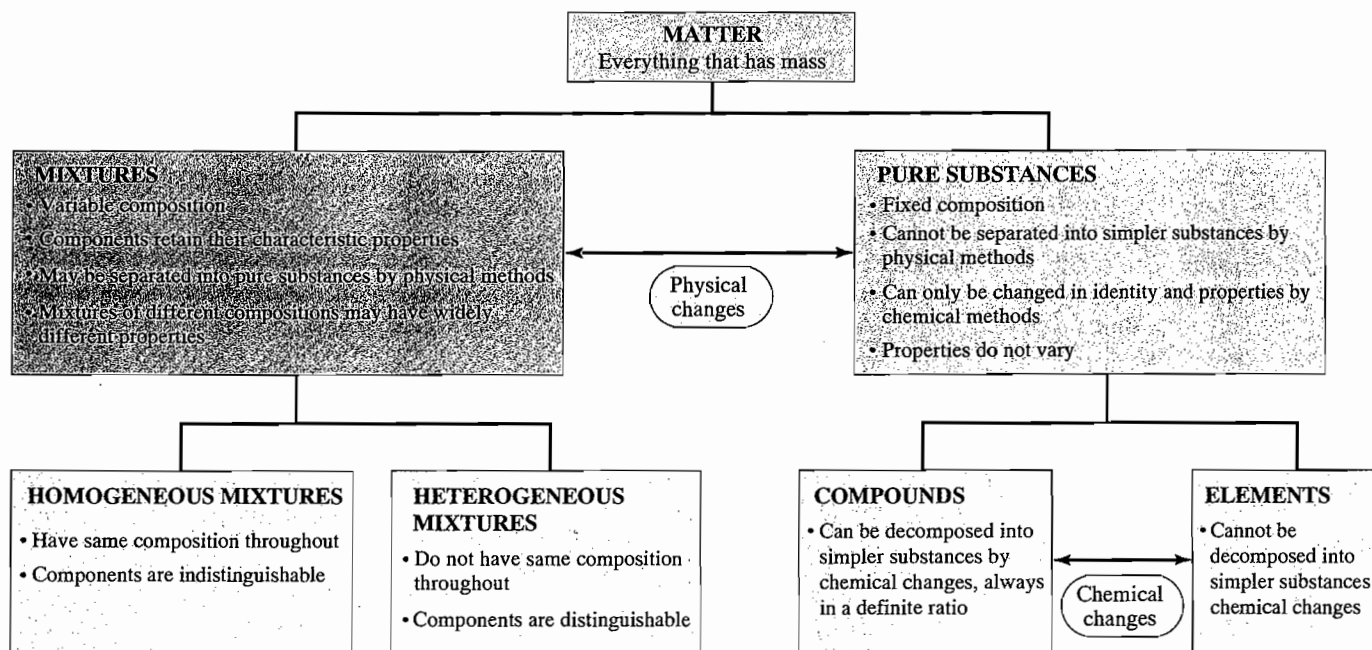 MATTER
Everything that has mass
MIXTURES
• Variable composition
• Components retain their characteristic properties
• May be separated into pure substances by physical methods
• Mixtures of different compositions may have widely
different properties
Physical
changes
PURE SUBSTANCES
• Fixed composition
• Cannot be separated into simpler substances by
physical methods
• Can only be changed in identity and properties by
chemical methods
• Properties do not vary
HOMOGENEOUS MIXTURES
• Have same composition throughout
• Components are indistinguishable
HETEROGENEOUS
MIXTURES
• Do not have same composition
throughout
• Components are distinguishable
COMPOUNDS
• Can be decomposed into
simpler substances by
chemical changes, always
in a definite ratio
Chemical
changes
ELEMENTS
• Cannot be
decomposed into
simpler substances
chemical changes